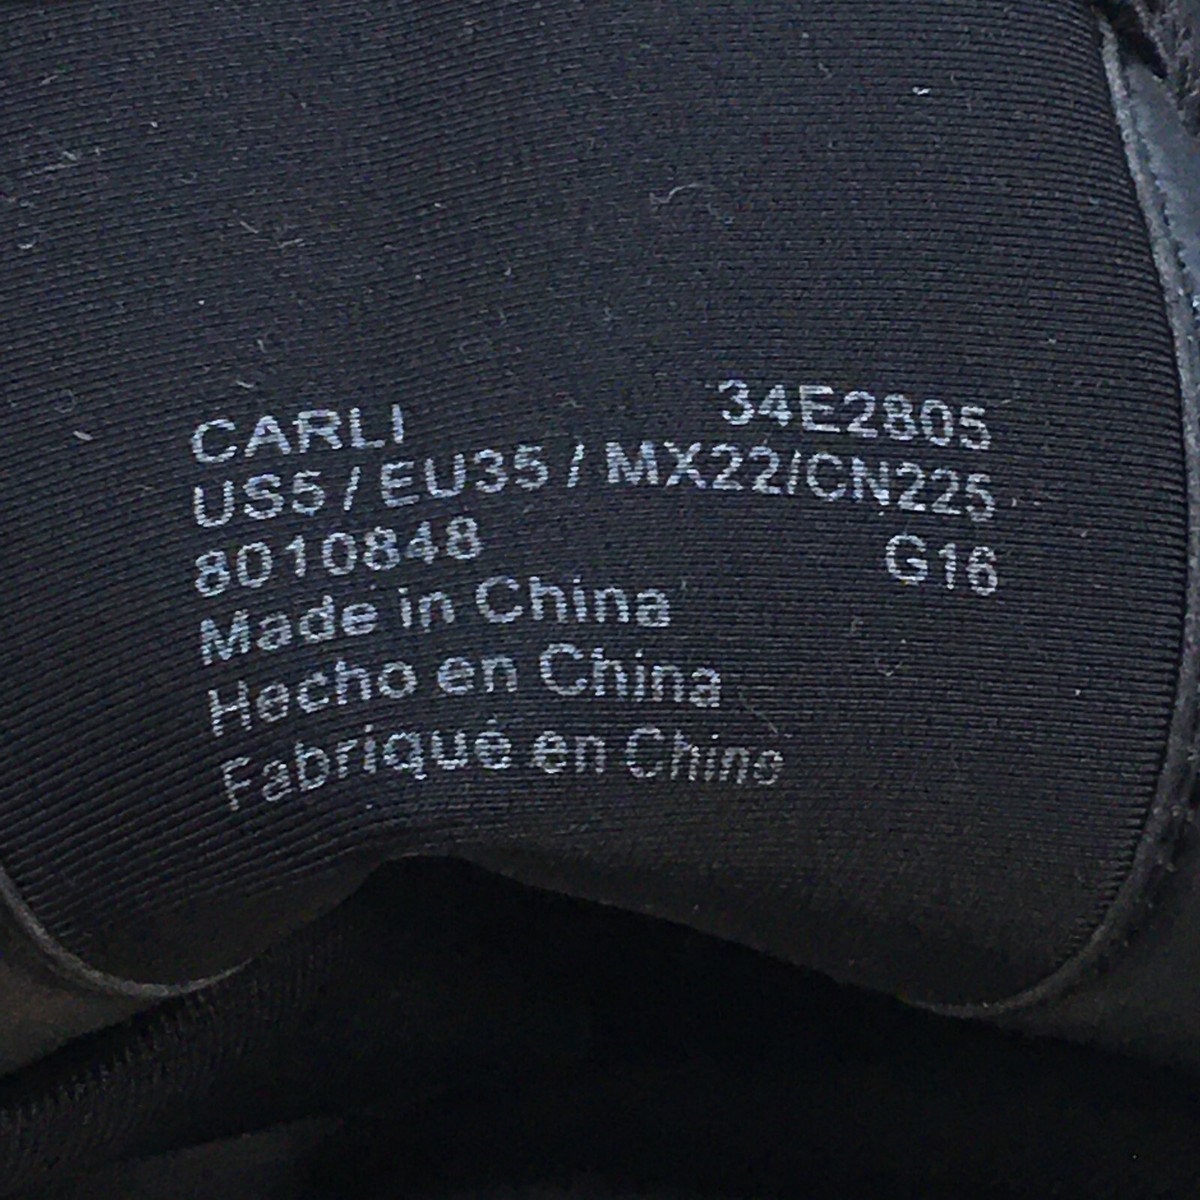 CARLI 34E2805
US5 / EU35 / MX22/CN225
8010848 G16
Made in China
Hecho en China
Fabriqué en Chine